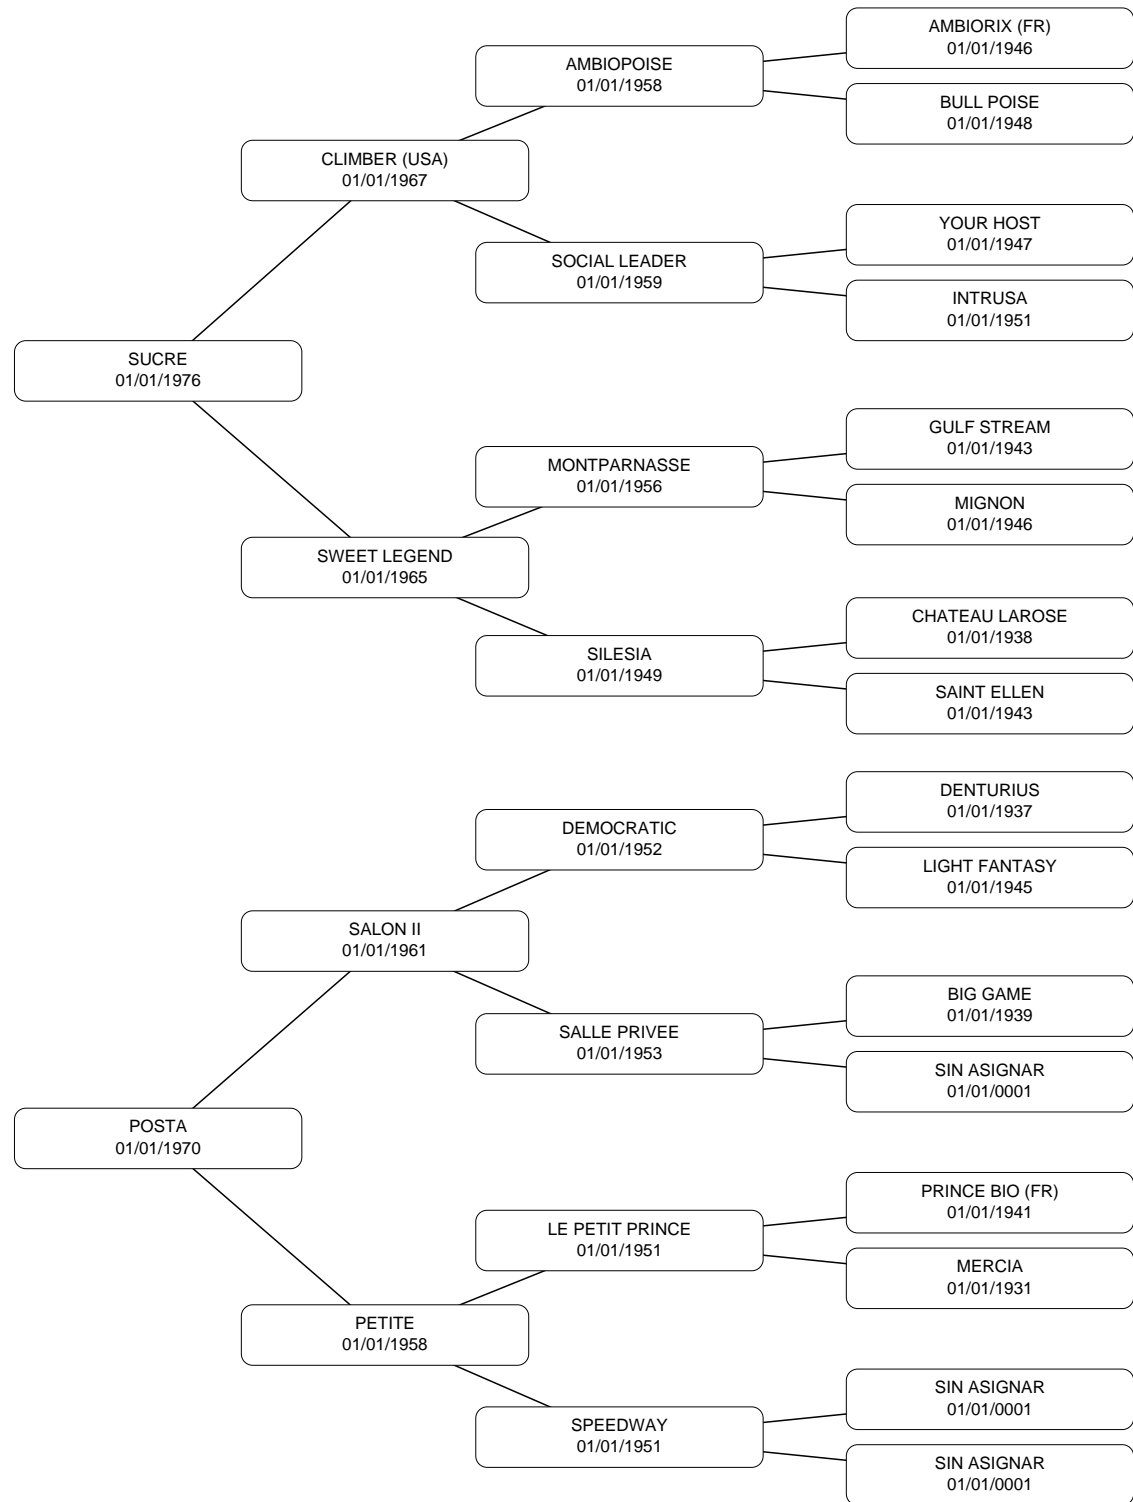 AMBIORIX (FR)
01/01/1946
AMBIOPOISE
01/01/1958
BULL POISE
01/01/1948
CLIMBER (USA)
01/01/1967
YOUR HOST
01/01/1947
SOCIAL LEADER
01/01/1959
INTRUSA
01/01/1951
SUCRE
01/01/1976
GULF STREAM
01/01/1943
MONTPARNASSE
01/01/1956
MIGNON
01/01/1946
SWEET LEGEND
01/01/1965
CHATEAU LAROSE
01/01/1938
SILESIA
01/01/1949
SAINT ELLEN
01/01/1943
DENTURIUS
01/01/1937
DEMOCRATIC
01/01/1952
LIGHT FANTASY
01/01/1945
SALON II
01/01/1961
BIG GAME
01/01/1939
SALLE PRIVEE
01/01/1953
SIN ASIGNAR
01/01/0001
POSTA
01/01/1970
PRINCE BIO (FR)
01/01/1941
LE PETIT PRINCE
01/01/1951
MERCIA
01/01/1931
PETITE
01/01/1958
SIN ASIGNAR
01/01/0001
SPEEDWAY
01/01/1951
SIN ASIGNAR
01/01/0001